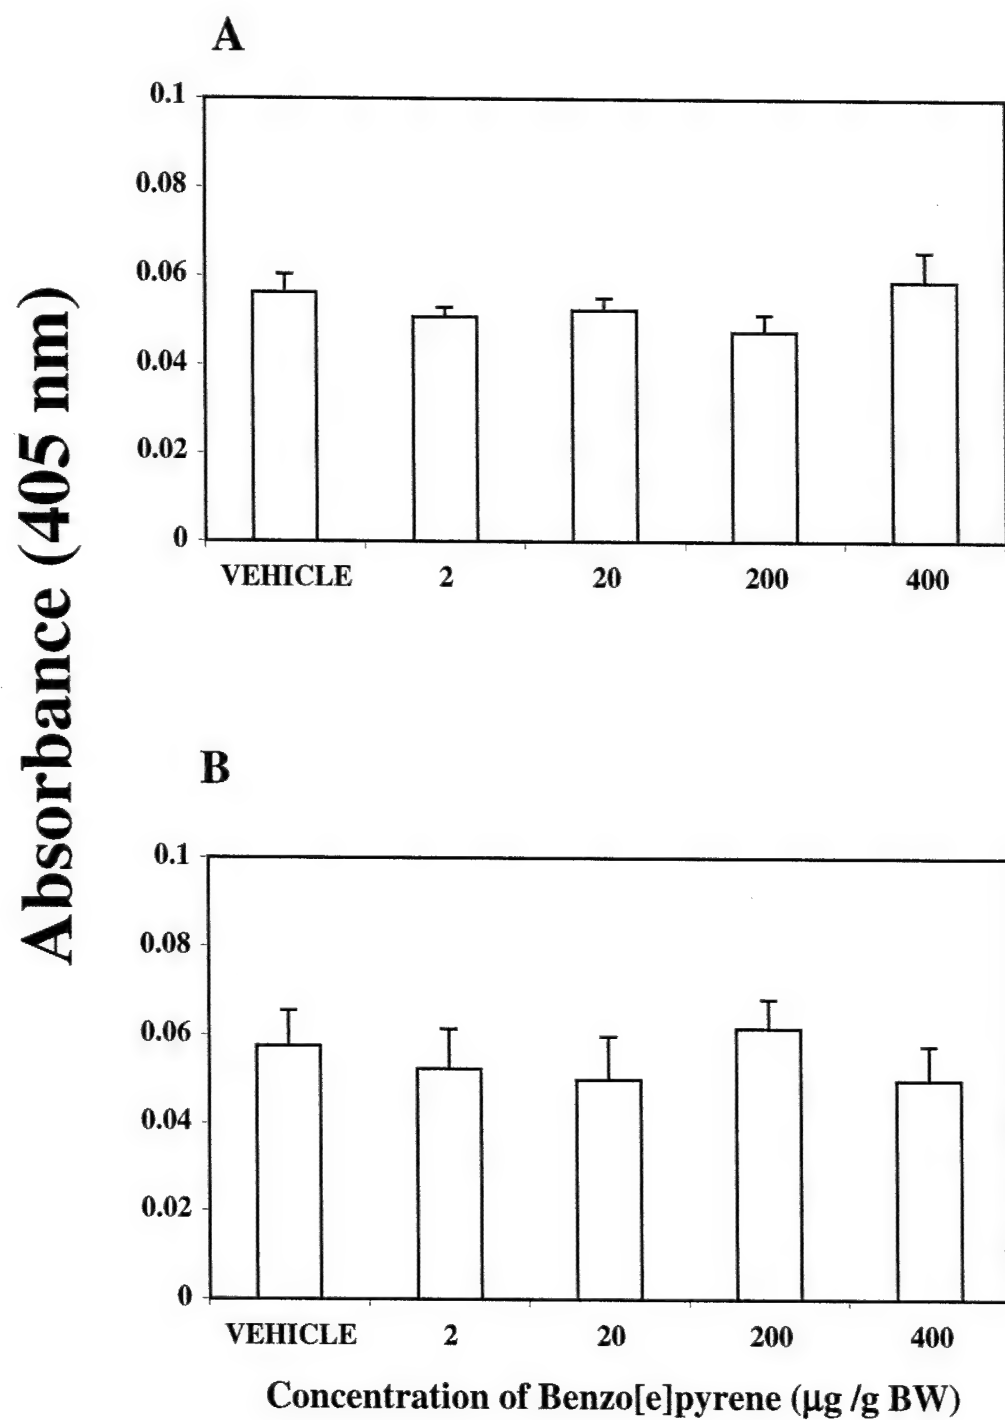 A
0.1
0.08
0.06
0.04
0.02
0
VEHICLE 2 20 200 400
Absorbance (405 nm)
B
0.1
0.08
0.06
0.04
0.02
0
VEHICLE 2 20 200 400
Concentration of Benzo[e]pyrene (µg /g BW)